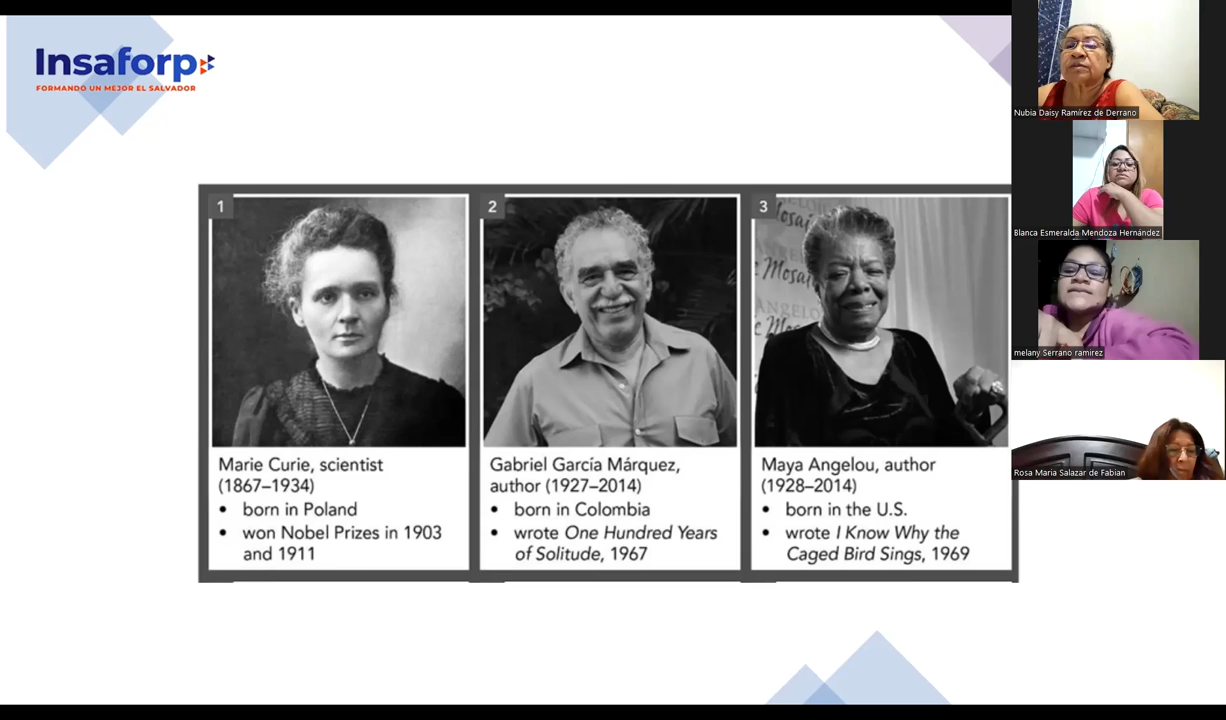 Insaforp
FORMANDO UN MEJOR EL SALVADOR
1
Marie Curie, scientist
(1867–1934)
• born in Poland
• won Nobel Prizes in 1903
and 1911
2
Gabriel García Márquez,
author (1927–2014)
• born in Colombia
• wrote One Hundred Years
of Solitude, 1967
3
Mosai
ANGELOU
Maya Angelou, author
(1928–2014)
• born in the U.S.
• wrote I Know Why the
Caged Bird Sings, 1969
Nubia Daisy Ramírez de Derrano
Blanca Esmeralda Mendoza Hernández
melany Serrano ramirez
Rosa Maria Salazar de Fabian